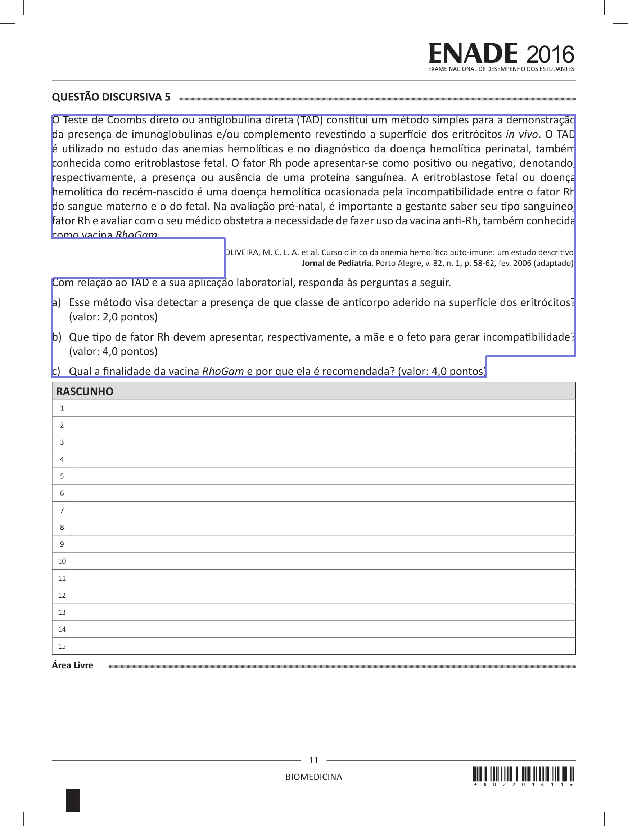 ENADE 2016
EXAME NACIONAL DE DESEMPENHO DOS ESTUDANTES
QUESTÃO DISCURSIVA 5
O Teste de Coombs direto ou antiglobulina direta (TAD) constitui um método simples para a demonstração
da presença de imunoglobulinas e/ou complemento revestindo a superfície dos eritrócitos in vivo. O TAD
é utilizado no estudo das anemias hemolíticas e no diagnóstico da doença hemolítica perinatal, também
conhecida como eritroblastose fetal. O fator Rh pode apresentar-se como positivo ou negativo, denotando,
respectivamente, a presença ou ausência de uma proteína sanguínea. A eritroblastose fetal ou doença
hemolítica do recém-nascido é uma doença hemolítica ocasionada pela incompatibilidade entre o fator Rh
do sangue materno e o do fetal. Na avaliação pré-natal, é importante a gestante saber seu tipo sanguíneo,
fator Rh e avaliar com o seu médico obstetra a necessidade de fazer uso da vacina anti-Rh, também conhecida
como vacina RhoGam.
OLIVEIRA, M. C. L. A. et al. Curso clínico da anemia hemolítica auto-imune: um estudo descritivo.
Jornal de Pediatria, Porto Alegre, v. 82, n. 1, p. 58-62, fev. 2006 (adaptado).
Com relação ao TAD e a sua aplicação laboratorial, responda às perguntas a seguir.
a) Esse método visa detectar a presença de que classe de anticorpo aderido na superfície dos eritrócitos?
(valor: 2,0 pontos)
b) Que tipo de fator Rh devem apresentar, respectivamente, a mãe e o feto para gerar incompatibilidade?
(valor: 4,0 pontos)
c) Qual a finalidade da vacina RhoGam e por que ela é recomendada? (valor: 4,0 pontos)
RASCUNHO
1
2
3
4
5
6
7
8
9
10
11
12
13
14
15
Área Livre
11
BIOMEDICINA